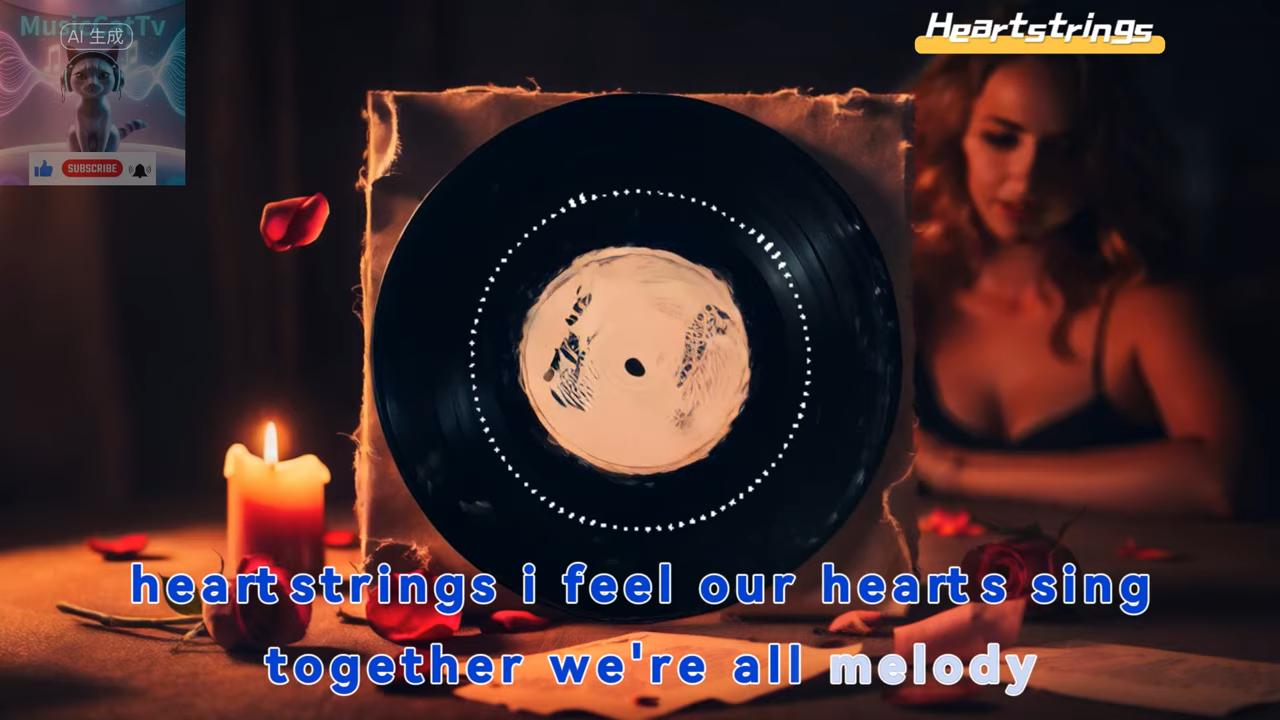 MusicCatTv
AI 生成
SUBSCRIBE
Heartstrings
heartstrings i feel our hearts sing
together we're all melody